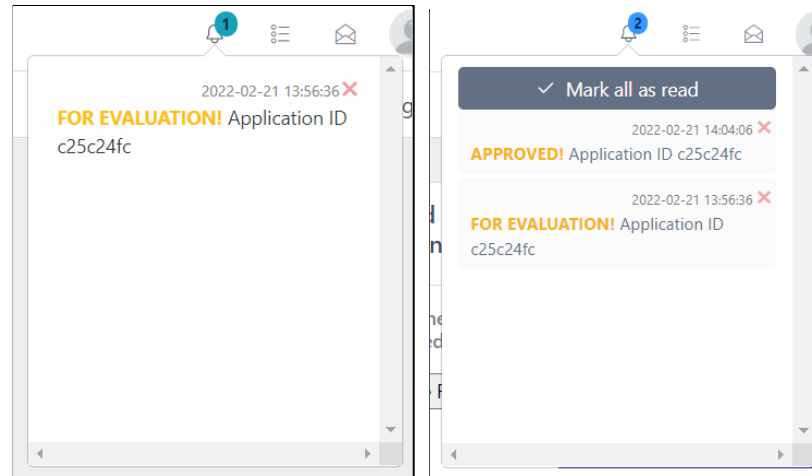 1
2022-02-21 13:56:36
FOR EVALUATION! Application ID
c25c24fc
g
2
Mark all as read
2022-02-21 14:04:06
APPROVED! Application ID c25c24fc
2022-02-21 13:56:36
FOR EVALUATION! Application ID
c25c24fc